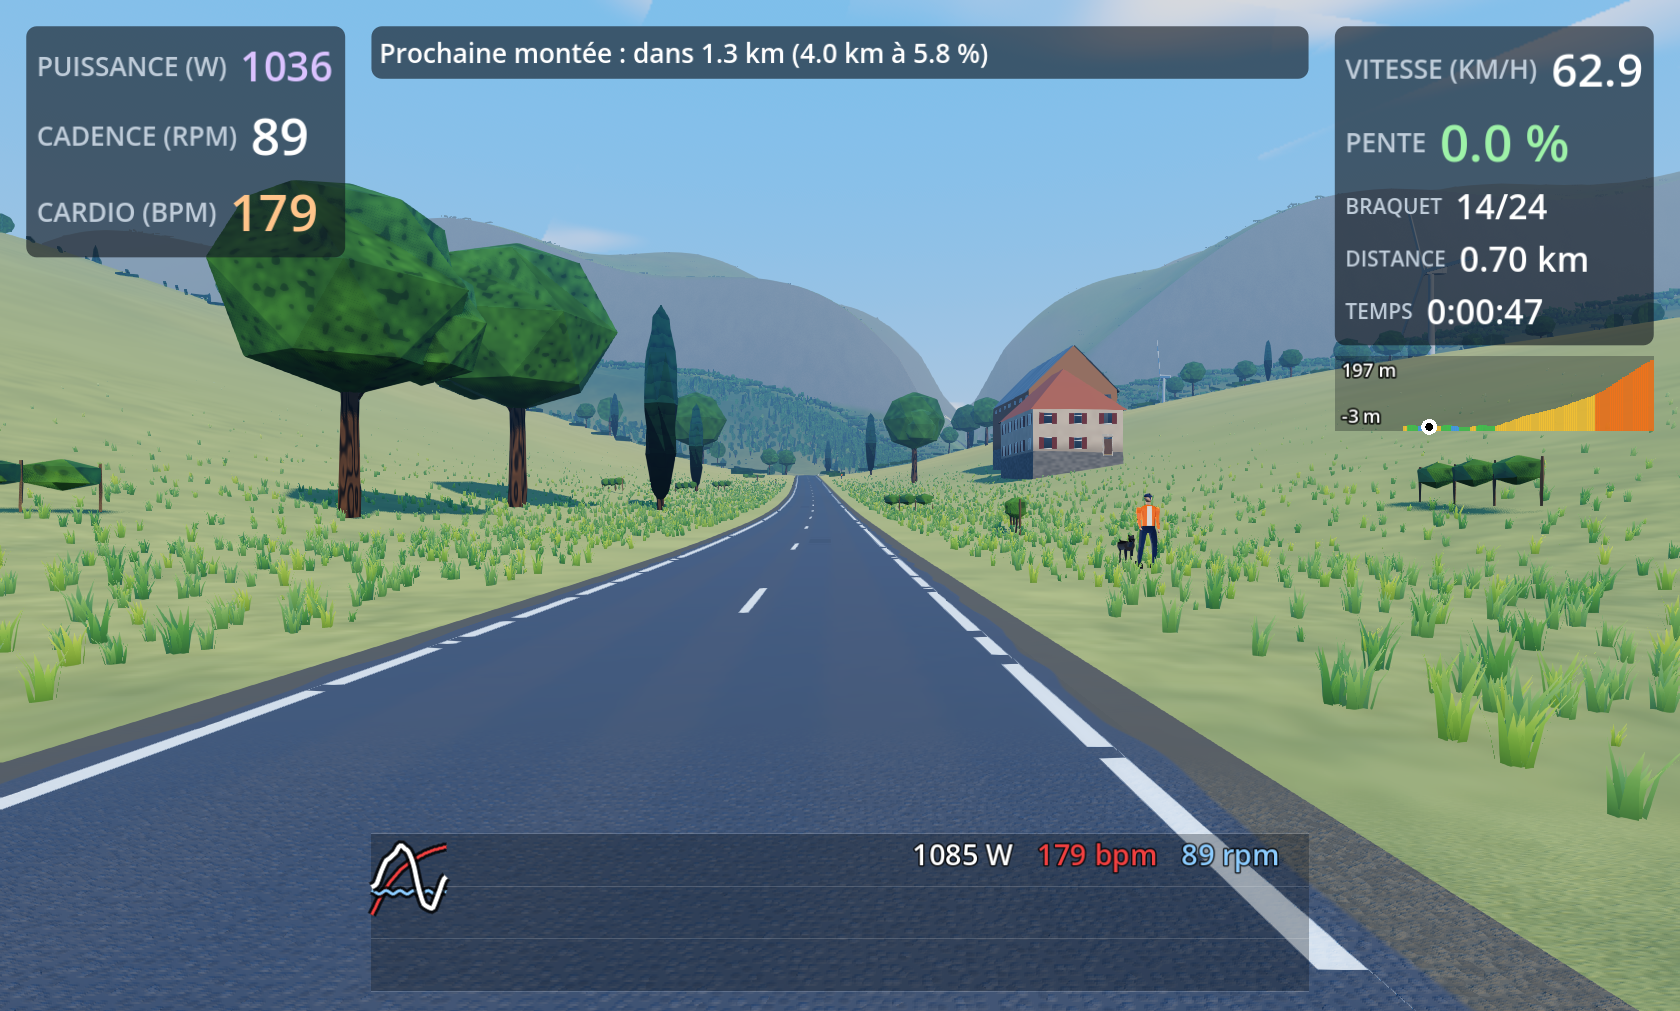 PUISSANCE (W) 1036
CADENCE (RPM) 89
CARDIO (BPM) 179
Prochaine montée : dans 1.3 km (4.0 km à 5.8 %)
VITESSE (KM/H) 62.9
PENTE 0.0 %
BRAQUET 14/24
DISTANCE 0.70 km
TEMPS 0:00:47
197 m
-3 m
1085 W 179 bpm 89 rpm